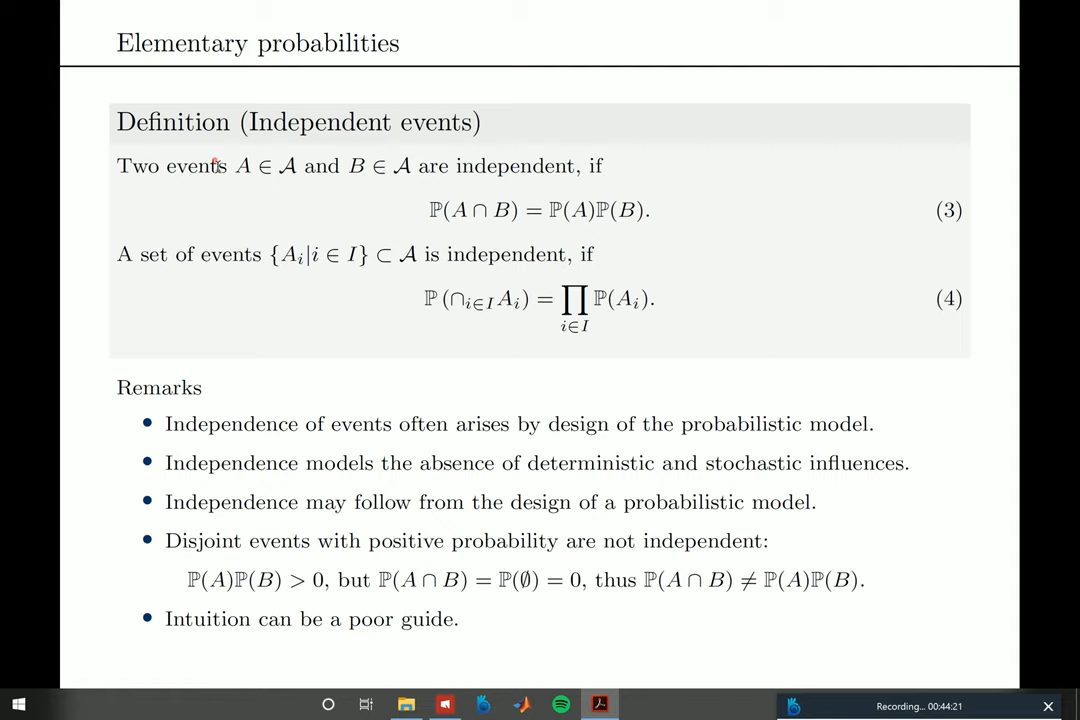 Elementary probabilities
Definition (Independent events)
Two events A ∈ 𝒜 and B ∈ 𝒜 are independent, if
ℙ(A ∩ B) = ℙ(A)ℙ(B). (3)
A set of events {Aᵢ|i ∈ I} ⊂ 𝒜 is independent, if
ℙ (∩_{i∈I} Aᵢ) = ∏_{i∈I} ℙ(Aᵢ). (4)
Remarks
• Independence of events often arises by design of the probabilistic model.
• Independence models the absence of deterministic and stochastic influences.
• Independence may follow from the design of a probabilistic model.
• Disjoint events with positive probability are not independent:
ℙ(A)ℙ(B) > 0, but ℙ(A ∩ B) = ℙ(∅) = 0, thus ℙ(A ∩ B) ≠ ℙ(A)ℙ(B).
• Intuition can be a poor guide.
Recording... 00:44:21